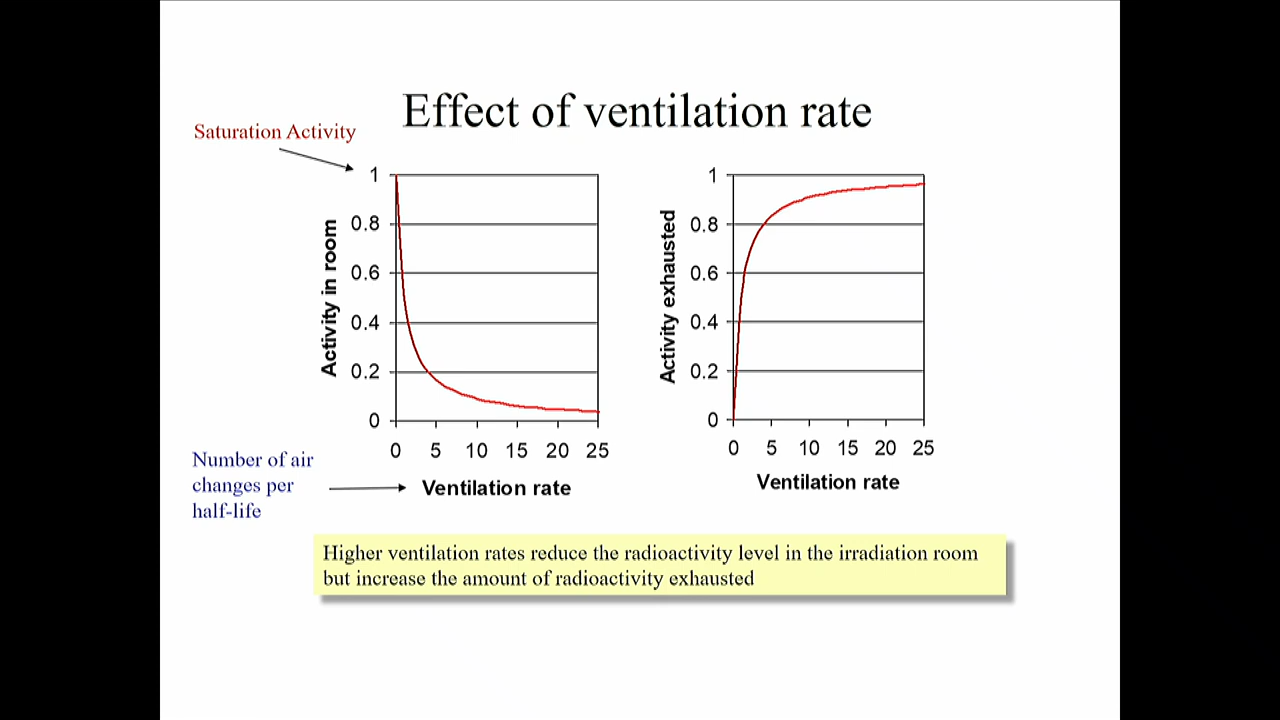 Effect of ventilation rate
Saturation Activity
1
0.8
0.6
0.4
0.2
0
Activity in room
0 5 10 15 20 25
Ventilation rate
Number of air
changes per
half-life
1
0.8
0.6
0.4
0.2
0
Activity exhausted
0 5 10 15 20 25
Ventilation rate
Higher ventilation rates reduce the radioactivity level in the irradiation room
but increase the amount of radioactivity exhausted